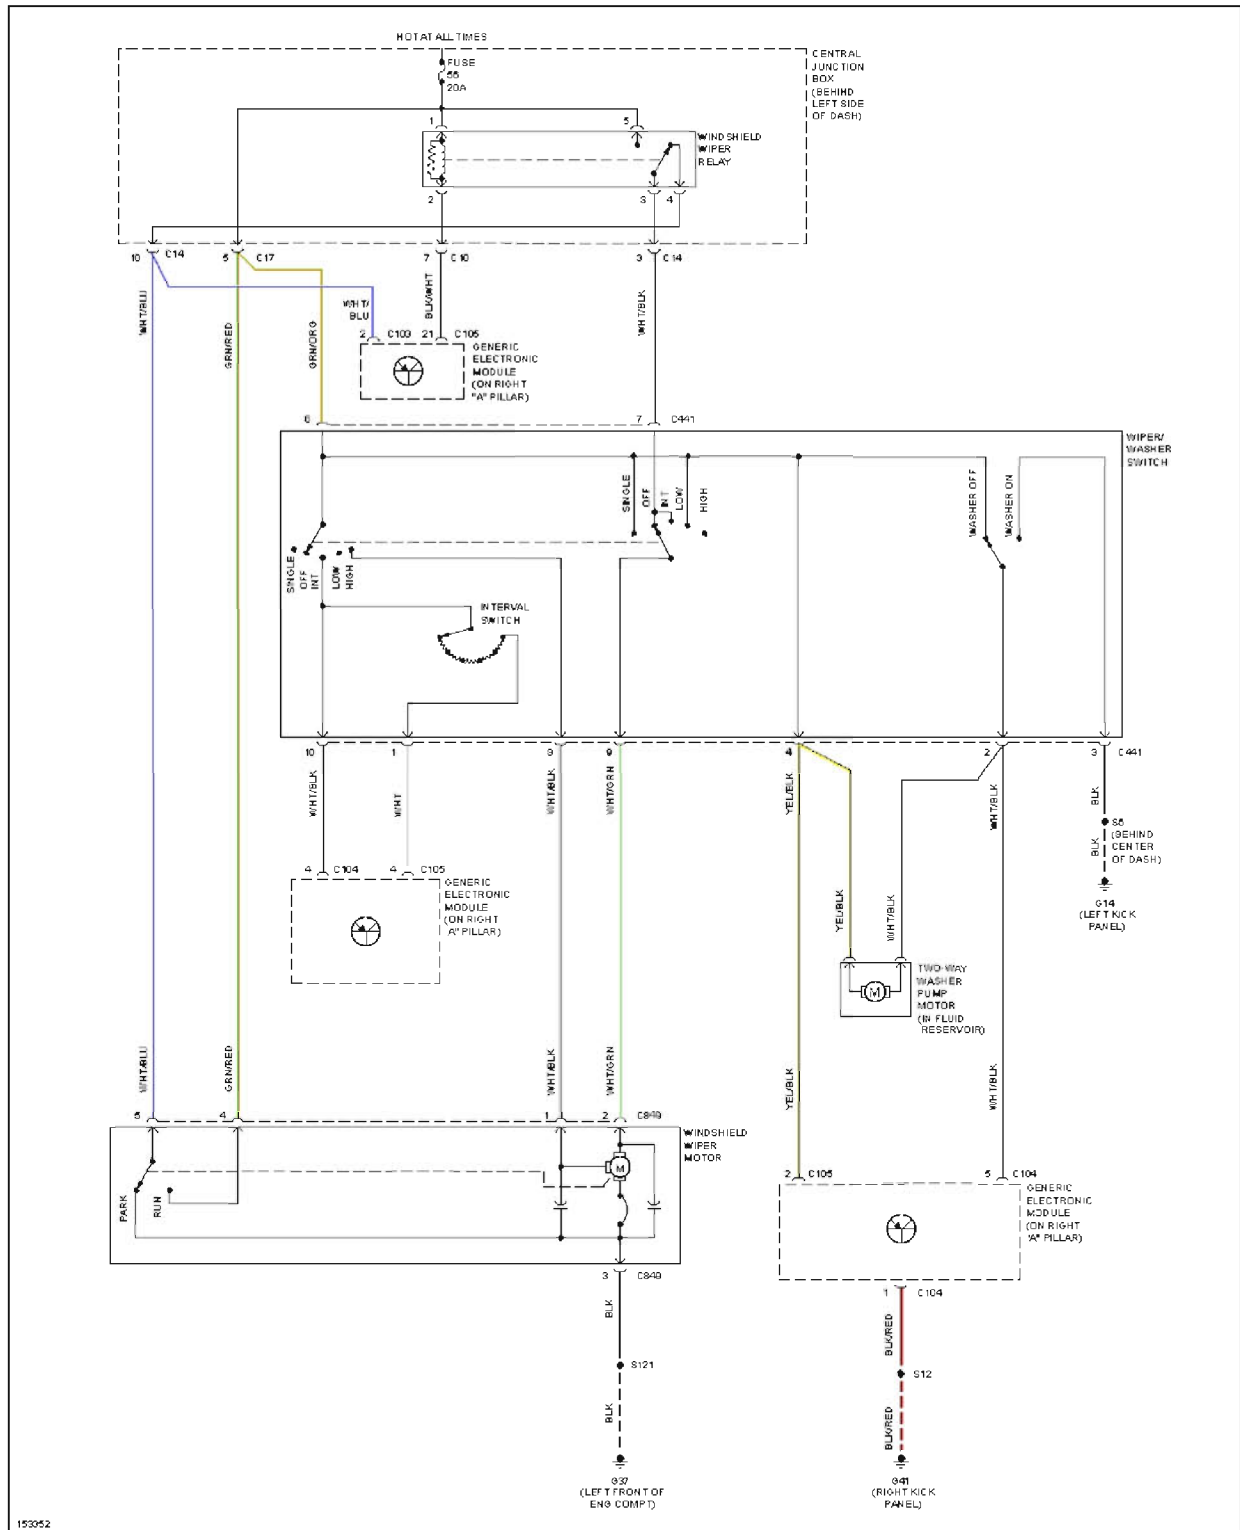 HOT AT ALL TIMES
FUSE
55
20A
CENTRAL
JUNCTION
BOX
(BEHIND
LEFT SIDE
OF DASH)
1
5
WINDSHIELD
WIPER
RELAY
2
3
4
10
C14
5
C17
7
C10
3
C14
WHT/BLU
GRN/RED
GRN/ORG
WHT/
BLU
BLK/WHT
WHT/BLK
2
C103
21
C105
GENERIC
ELECTRONIC
MODULE
(ON RIGHT
"A" PILLAR)
6
7
C441
WIPER/
WASHER
SWITCH
SINGLE
OFF
INT
LOW
HIGH
WASHER OFF
WASHER ON
SINGLE
OFF
INT
LOW
HIGH
INTERVAL
SWITCH
10
1
9
4
2
3
C441
WHT/BLK
WHT
WHT/BLK
WHT/GRN
YEL/BLK
WHT/BLK
BLK
S5
(BEHIND
CENTER
OF DASH)
BLK
G14
(LEFT KICK
PANEL)
4
C104
4
C105
GENERIC
ELECTRONIC
MODULE
(ON RIGHT
"A" PILLAR)
YEL/BLK
WHT/BLK
TWO-WAY
WASHER
PUMP
MOTOR
(IN FLUID
RESERVOIR)
M
WHT/BLU
GRN/RED
WHT/BLK
WHT/GRN
YEL/BLK
WHT/BLK
5
4
1
2
C849
WINDSHIELD
WIPER
MOTOR
M
PARK
RUN
2
C105
5
C104
GENERIC
ELECTRONIC
MODULE
(ON RIGHT
"A" PILLAR)
3
C849
1
C104
BLK
BLK/RED
S121
S12
BLK
BLK/RED
G37
(LEFT FRONT OF
ENG COMPT)
G41
(RIGHT KICK
PANEL)
153352